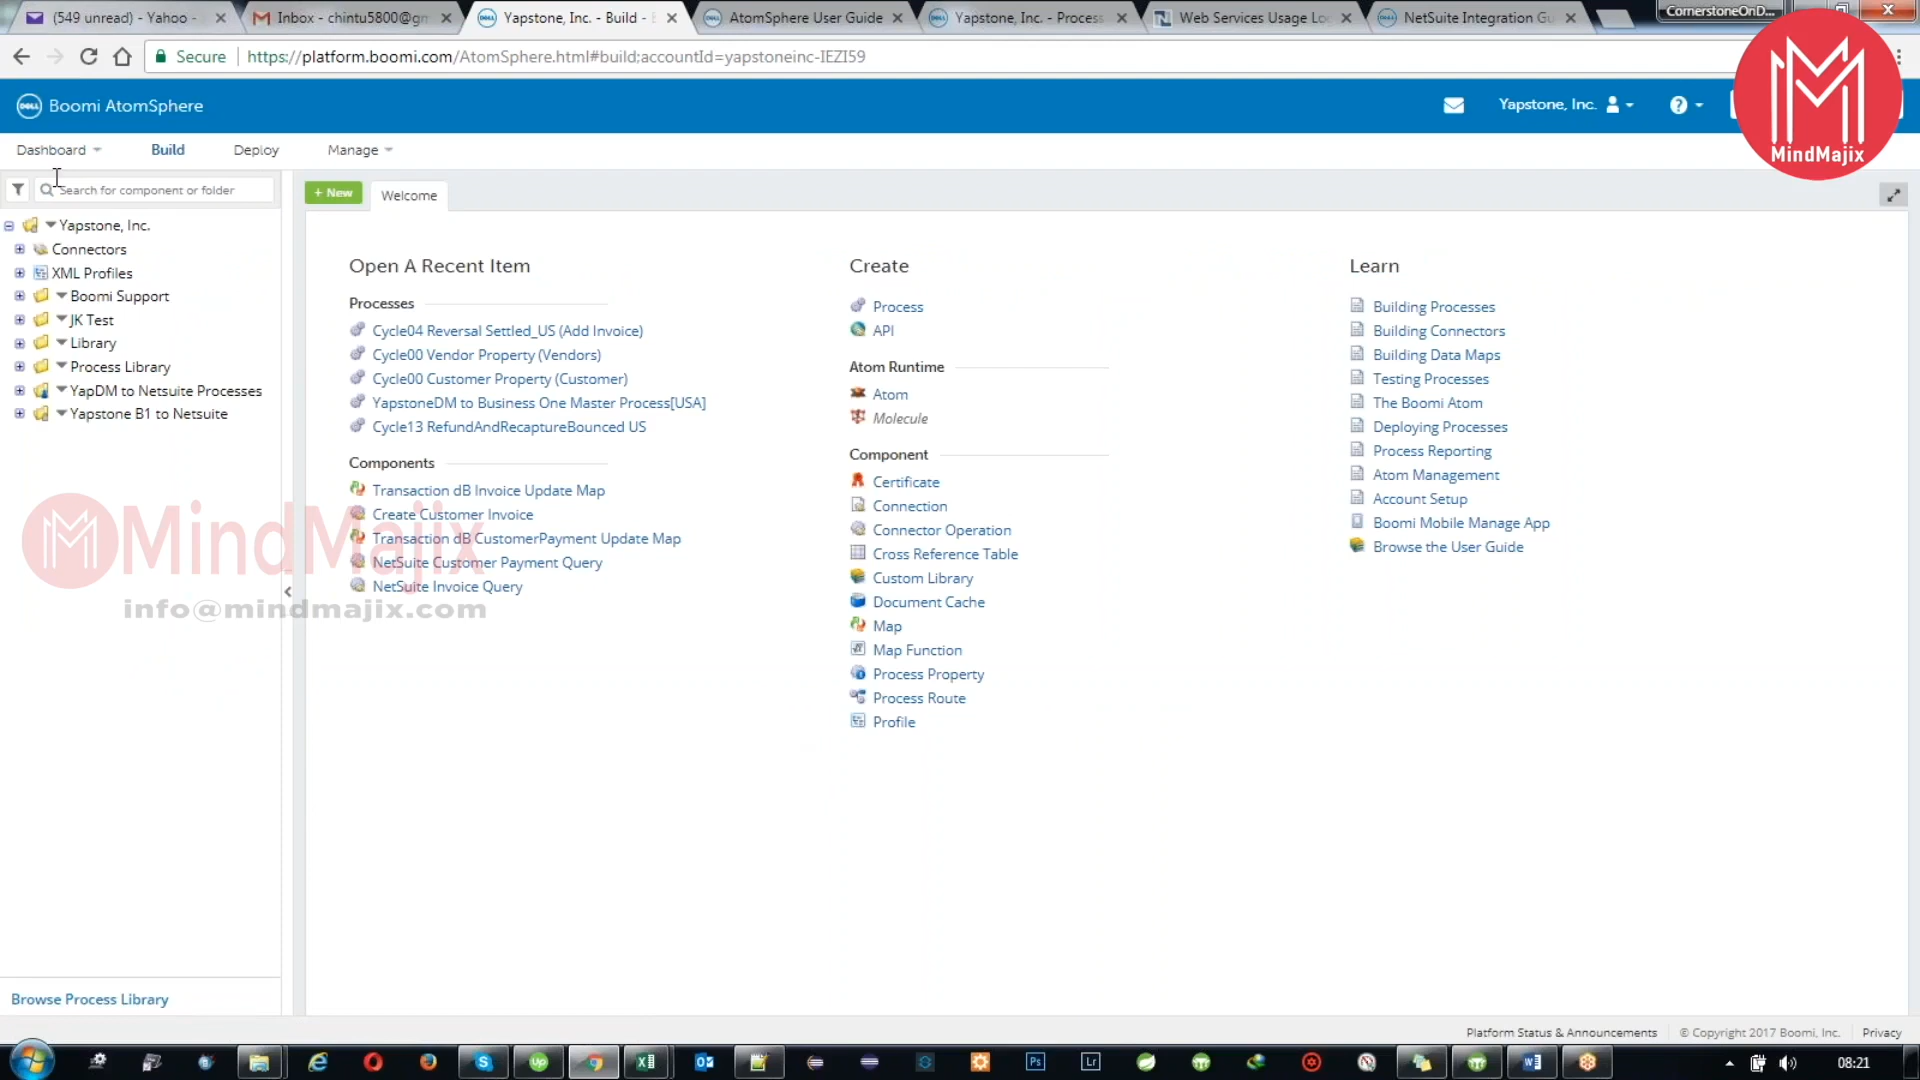 (549 unread) - Yahoo
Inbox - chintu5800@gm
Yapstone, Inc. - Build -
AtomSphere User Guide
Yapstone, Inc. - Process
Web Services Usage Lo
NetSuite Integration Gu
CornerstoneOnD...
Secure
https://platform.boomi.com/AtomSphere.html#build;accountId=yapstoneinc-IEZI59
DELL Boomi AtomSphere
Yapstone, Inc.
MindMajix
Dashboard
Build
Deploy
Manage
Search for component or folder
+ New
Welcome
Yapstone, Inc.
Connectors
XML Profiles
Boomi Support
JK Test
Library
Process Library
YapDM to Netsuite Processes
Yapstone B1 to Netsuite
Browse Process Library
Open A Recent Item
Processes
Cycle04 Reversal Settled_US (Add Invoice)
Cycle00 Vendor Property (Vendors)
Cycle00 Customer Property (Customer)
YapstoneDM to Business One Master Process[USA]
Cycle13 RefundAndRecaptureBounced US
Components
Transaction dB Invoice Update Map
Create Customer Invoice
Transaction dB CustomerPayment Update Map
NetSuite Customer Payment Query
NetSuite Invoice Query
MindMajix
info@mindmajix.com
Create
Process
API
Atom Runtime
Atom
Molecule
Component
Certificate
Connection
Connector Operation
Cross Reference Table
Custom Library
Document Cache
Map
Map Function
Process Property
Process Route
Profile
Learn
Building Processes
Building Connectors
Building Data Maps
Testing Processes
The Boomi Atom
Deploying Processes
Process Reporting
Atom Management
Account Setup
Boomi Mobile Manage App
Browse the User Guide
Platform Status & Announcements
© Copyright 2017 Boomi, Inc.
Privacy
Ps
Lr
08:21